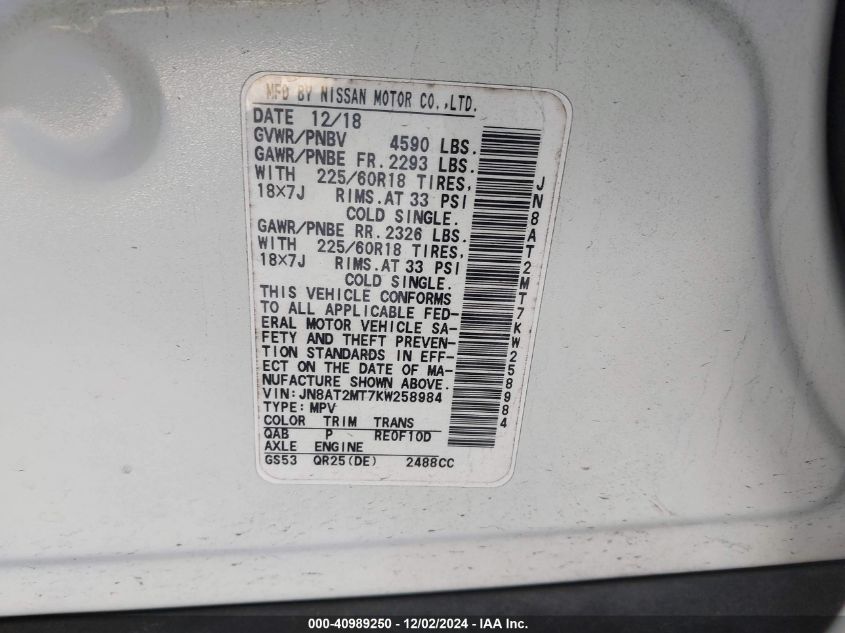 MFD BY NISSAN MOTOR CO.,LTD.
DATE 12/18
GVWR/PNBV 4590 LBS.
GAWR/PNBE FR. 2293 LBS.
WITH 225/60R18 TIRES,
18X7J RIMS.AT 33 PSI
COLD SINGLE.
GAWR/PNBE RR. 2326 LBS.
WITH 225/60R18 TIRES,
18X7J RIMS.AT 33 PSI
COLD SINGLE.
THIS VEHICLE CONFORMS
TO ALL APPLICABLE FED-
ERAL MOTOR VEHICLE SA-
FETY AND THEFT PREVEN-
TION STANDARDS IN EFF-
ECT ON THE DATE OF MA-
NUFACTURE SHOWN ABOVE.
VIN:JN8AT2MT7KW258984
TYPE:MPV
COLOR TRIM TRANS
QAB P RE0F10D
AXLE ENGINE
GS53 QR25(DE) 2488CC
JN8AT2MT7KW258984
000-40989250 - 12/02/2024 - IAA Inc.